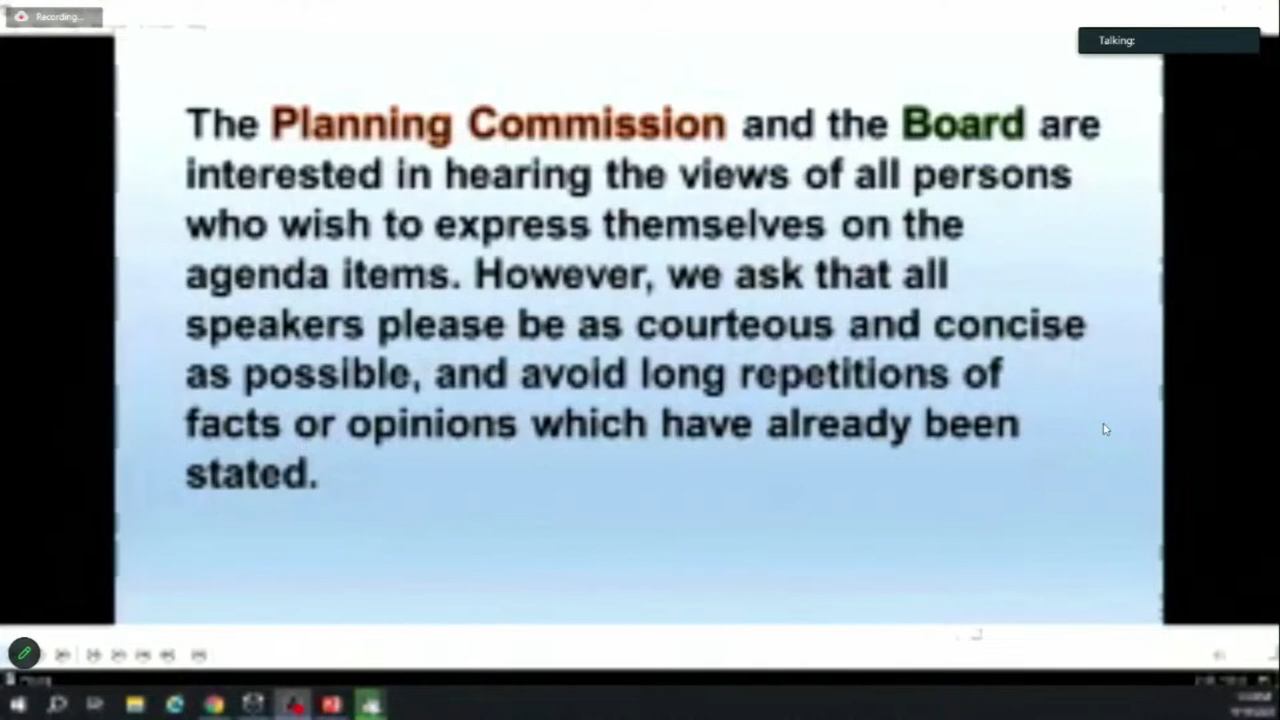 Recording...
Talking:
The Planning Commission and the Board are
interested in hearing the views of all persons
who wish to express themselves on the
agenda items. However, we ask that all
speakers please be as courteous and concise
as possible, and avoid long repetitions of
facts or opinions which have already been
stated.